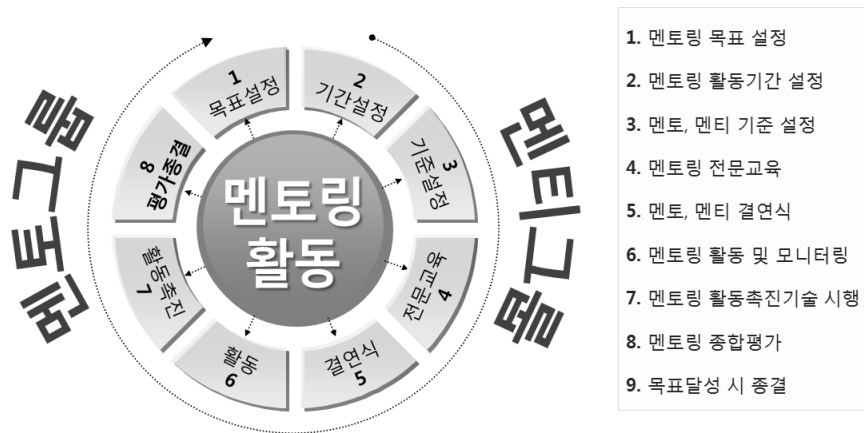 멘토그룹
멘티그룹
멘토링
활동
1
목표설정
2
기간설정
3
기준설정
전문교육
4
결연식
5
활동
6
활동촉진
7
8
평가종결
1. 멘토링 목표 설정
2. 멘토링 활동기간 설정
3. 멘토, 멘티 기준 설정
4. 멘토링 전문교육
5. 멘토, 멘티 결연식
6. 멘토링 활동 및 모니터링
7. 멘토링 활동촉진기술 시행
8. 멘토링 종합평가
9. 목표달성 시 종결